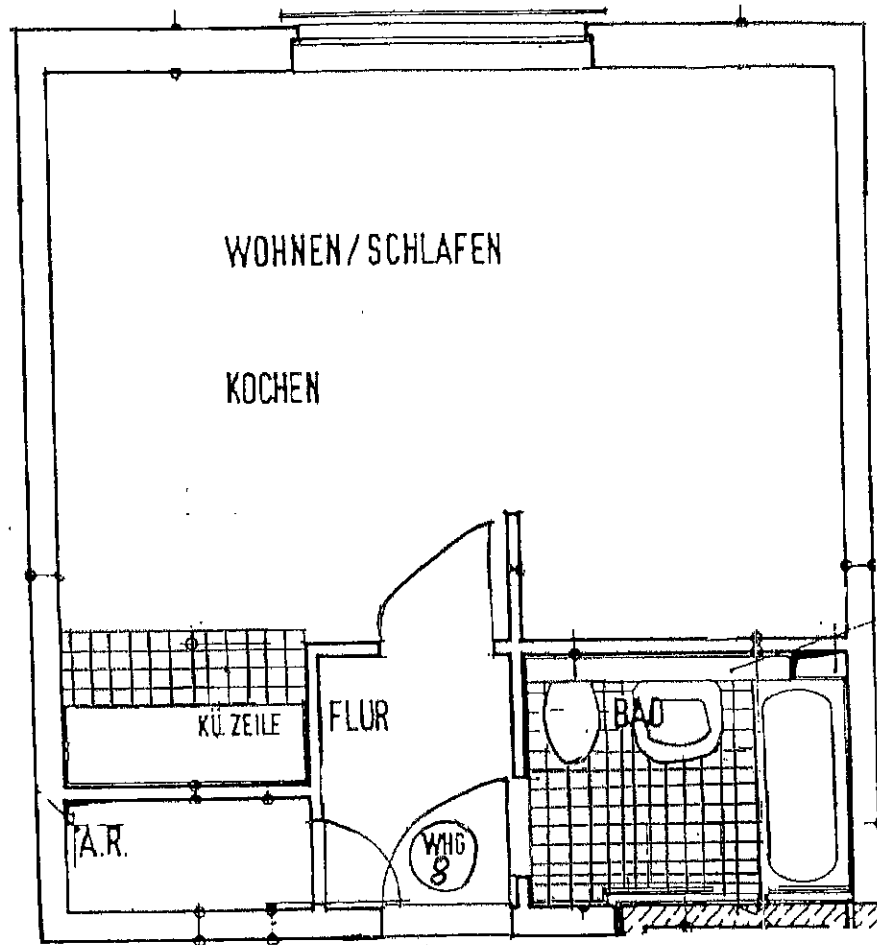 WOHNEN/SCHLAFEN
KOCHEN
KÜ. ZEILE
FLUR
BAD
A.R.
WHG
8